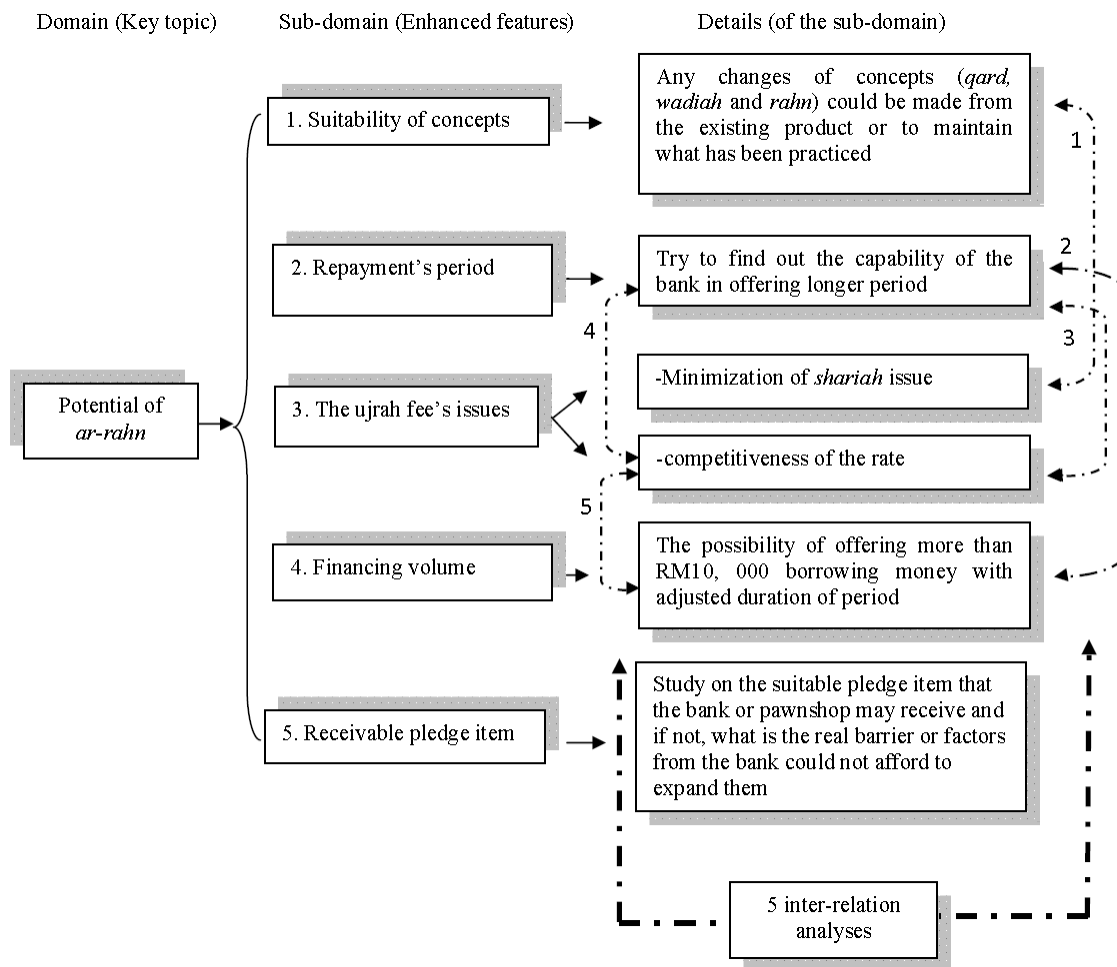 Domain (Key topic)
Sub-domain (Enhanced features)
Details (of the sub-domain)
Potential of
ar-rahn
1. Suitability of concepts
Any changes of concepts (qard,
wadiah and rahn) could be made from
the existing product or to maintain
what has been practiced
1
2. Repayment's period
Try to find out the capability of the
bank in offering longer period
2
4
3
3. The ujrah fee's issues
-Minimization of shariah issue
-competitiveness of the rate
5
4. Financing volume
The possibility of offering more than
RM10, 000 borrowing money with
adjusted duration of period
5. Receivable pledge item
Study on the suitable pledge item that
the bank or pawnshop may receive and
if not, what is the real barrier or factors
from the bank could not afford to
expand them
5 inter-relation
analyses